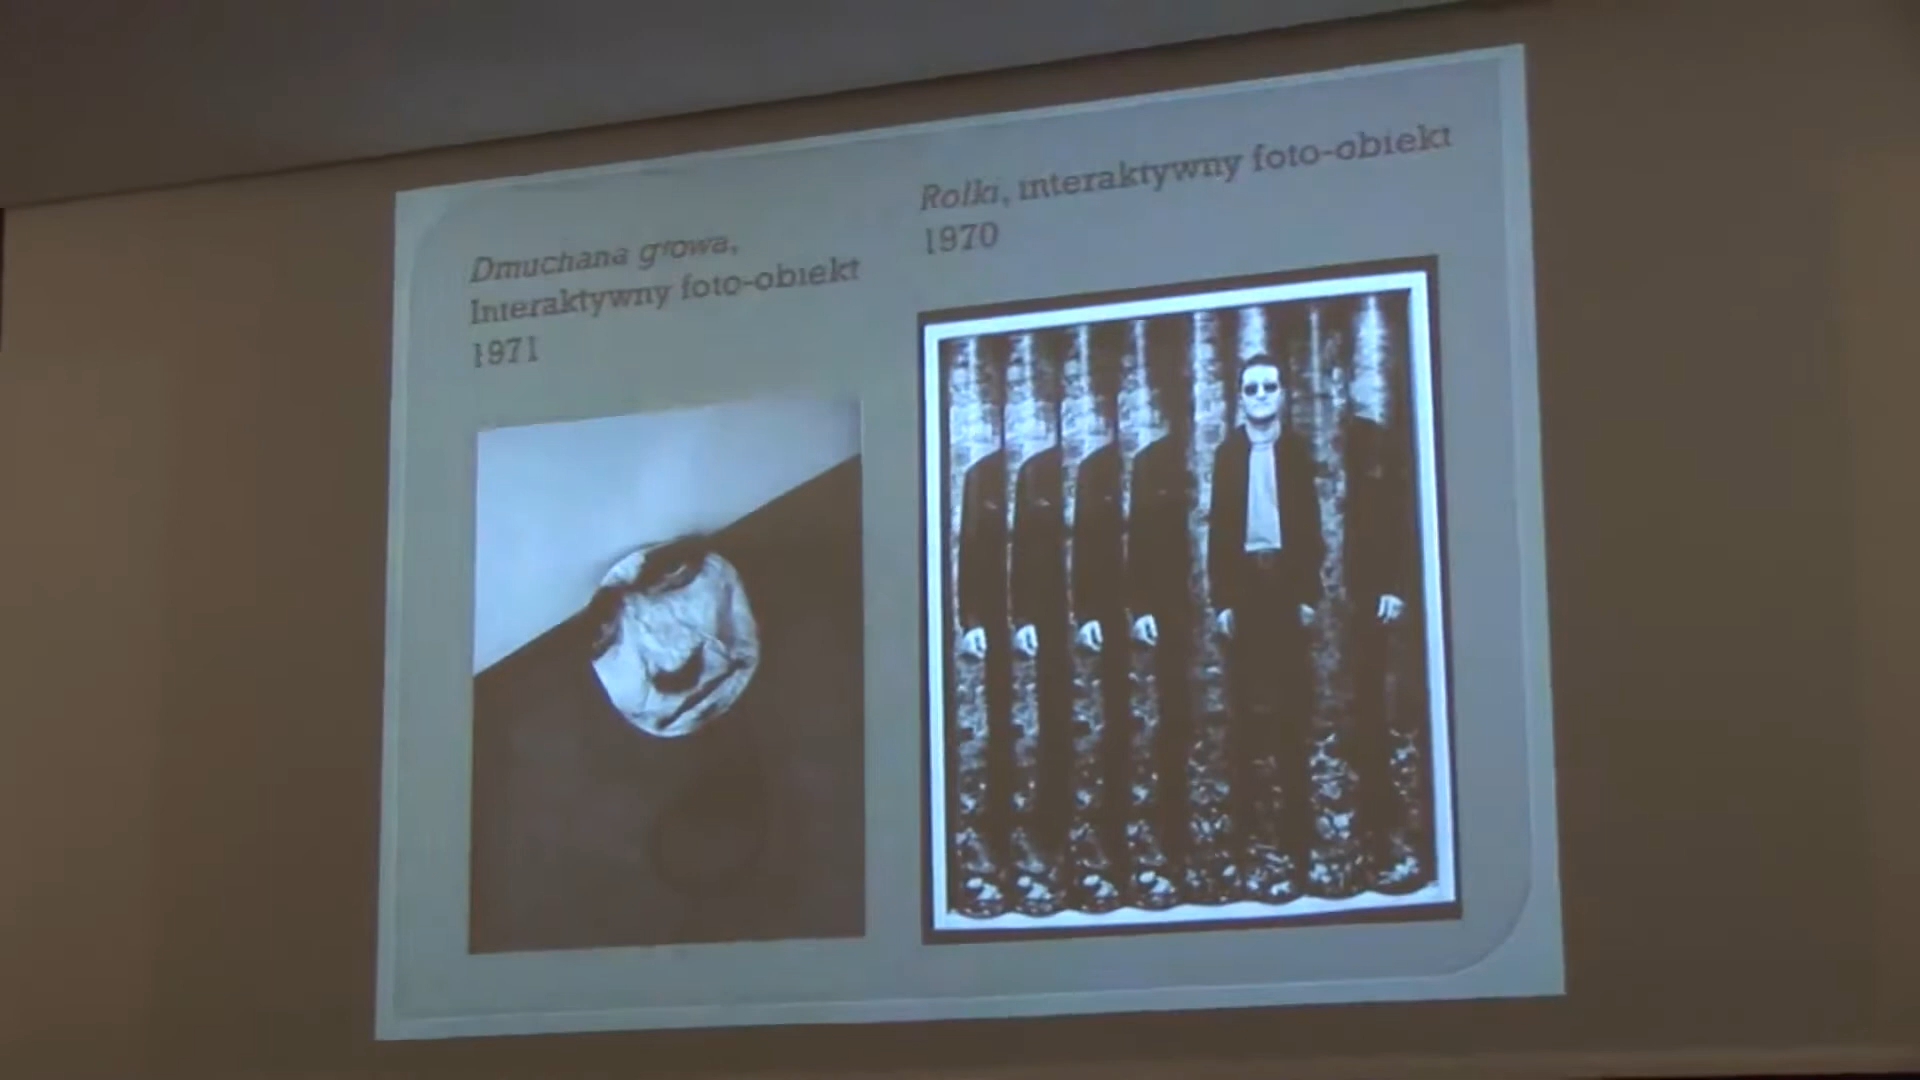 Dmuchana głowa,
Interaktywny foto-obiekt
1971
Rolki, interaktywny foto-obiekt
1970